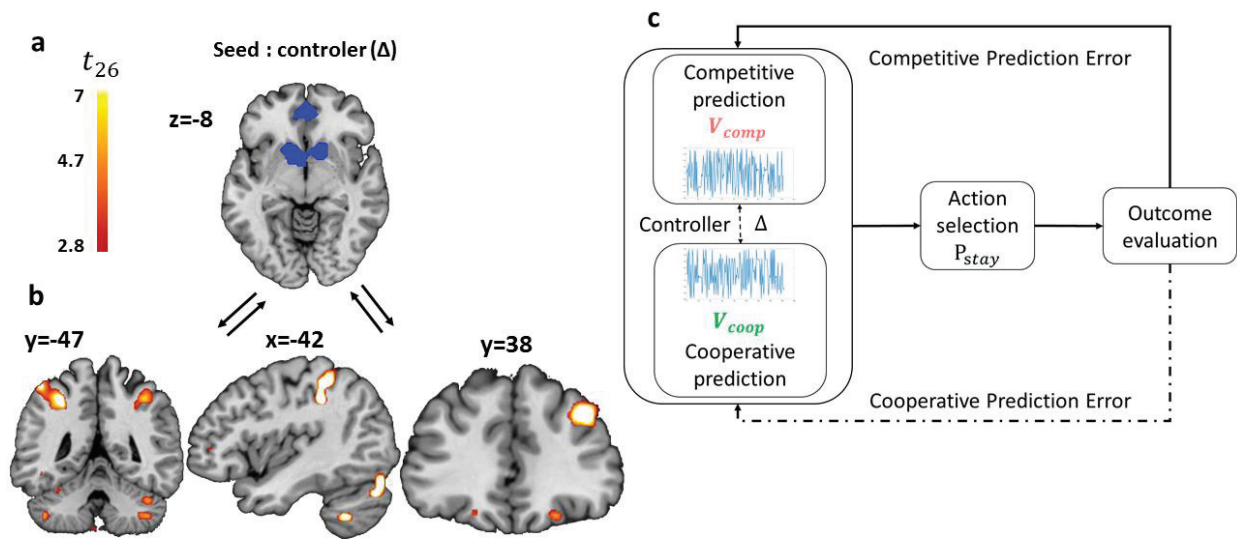 a
Seed : controler (Δ)
t26
7
4.7
2.8
z=-8
b
y=-47
x=-42
y=38
c
Competitive Prediction Error
Competitive
prediction
Vcomp
Controller
Δ
Vcoop
Cooperative
prediction
Action
selection
Pstay
Outcome
evaluation
Cooperative Prediction Error